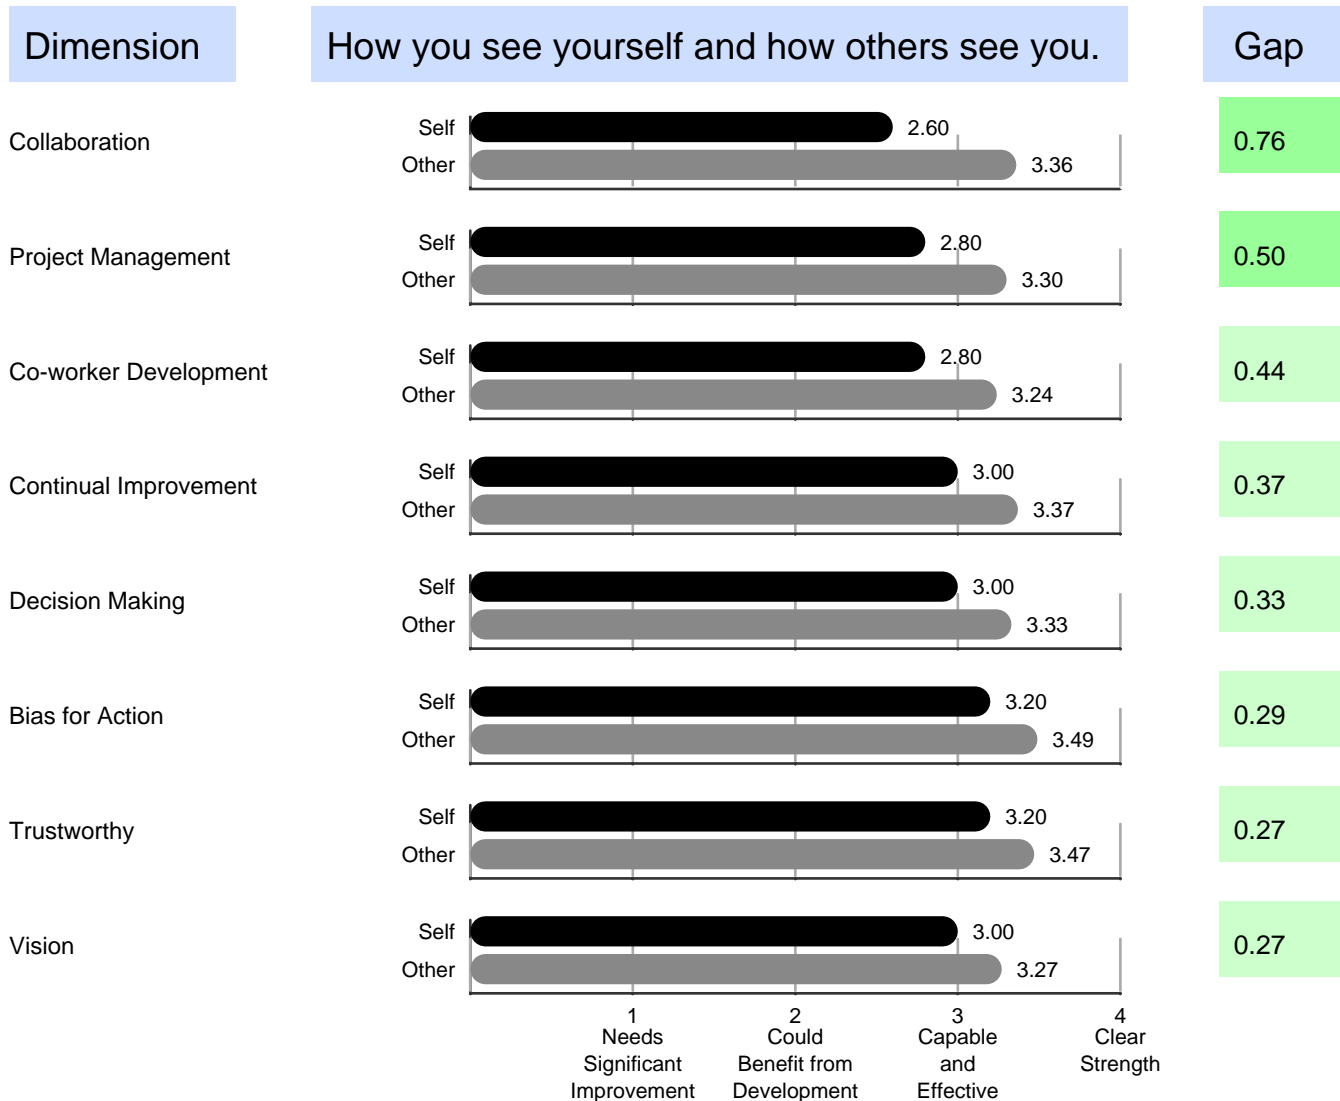 Dimension
How you see yourself and how others see you.
Gap
Collaboration
Self
2.60
Other
3.36
0.76
Project Management
Self
2.80
Other
3.30
0.50
Co-worker Development
Self
2.80
Other
3.24
0.44
Continual Improvement
Self
3.00
Other
3.37
0.37
Decision Making
Self
3.00
Other
3.33
0.33
Bias for Action
Self
3.20
Other
3.49
0.29
Trustworthy
Self
3.20
Other
3.47
0.27
Vision
Self
3.00
Other
3.27
0.27
1
Needs
Significant
Improvement
2
Could
Benefit from
Development
3
Capable
and
Effective
4
Clear
Strength